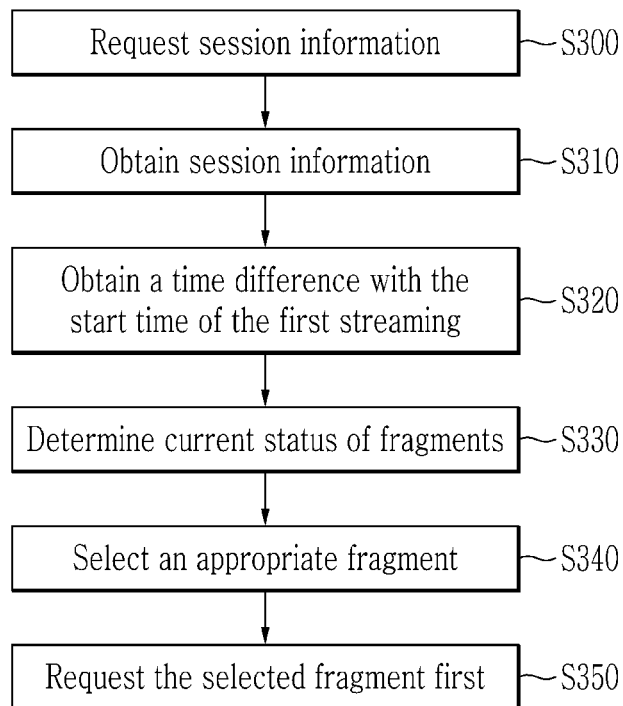 Request session information
S300
Obtain session information
S310
Obtain a time difference with the
start time of the first streaming
S320
Determine current status of fragments
S330
Select an appropriate fragment
S340
Request the selected fragment first
S350